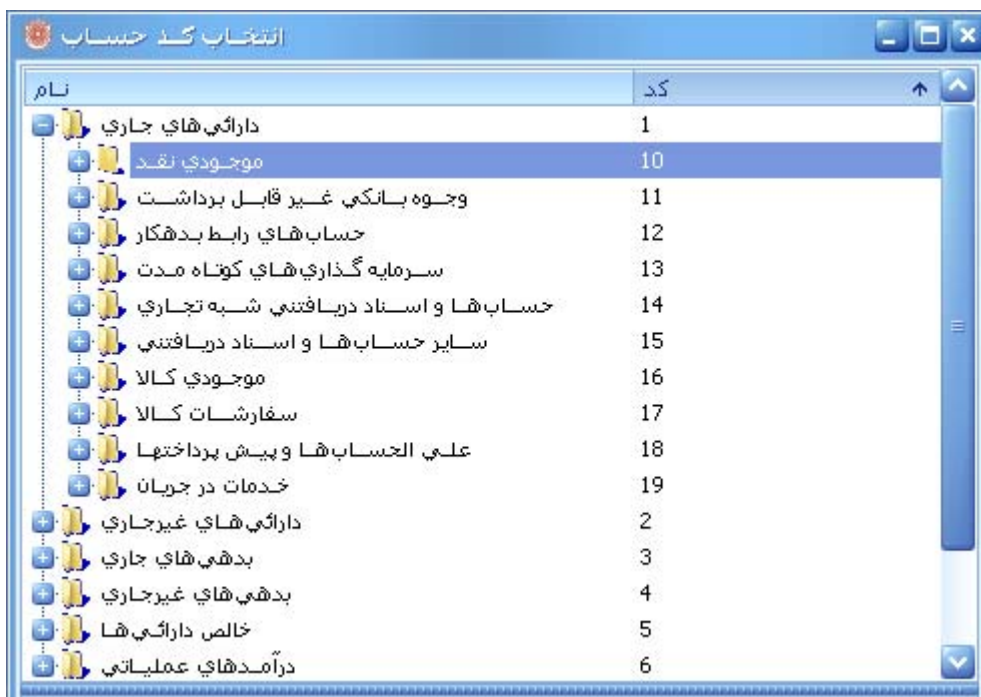 انتخاب کد حساب
نام کد
دارائي‌هاي جاري 1
موجودي نقد 10
وجوه بانکي غير قابل برداشت 11
حساب‌هاي رابط بدهکار 12
سرمايه گذاري‌هاي کوتاه مدت 13
حساب‌ها و اسناد دريافتني شبه تجاري 14
ساير حساب‌ها و اسناد دريافتني 15
موجودي کالا 16
سفارشات کالا 17
علي الحساب‌ها و پيش پرداختها 18
خدمات در جريان 19
دارائي‌هاي غيرجاري 2
بدهي‌هاي جاري 3
بدهي‌هاي غيرجاري 4
خالص دارائي‌ها 5
درآمدهاي عملياتي 6